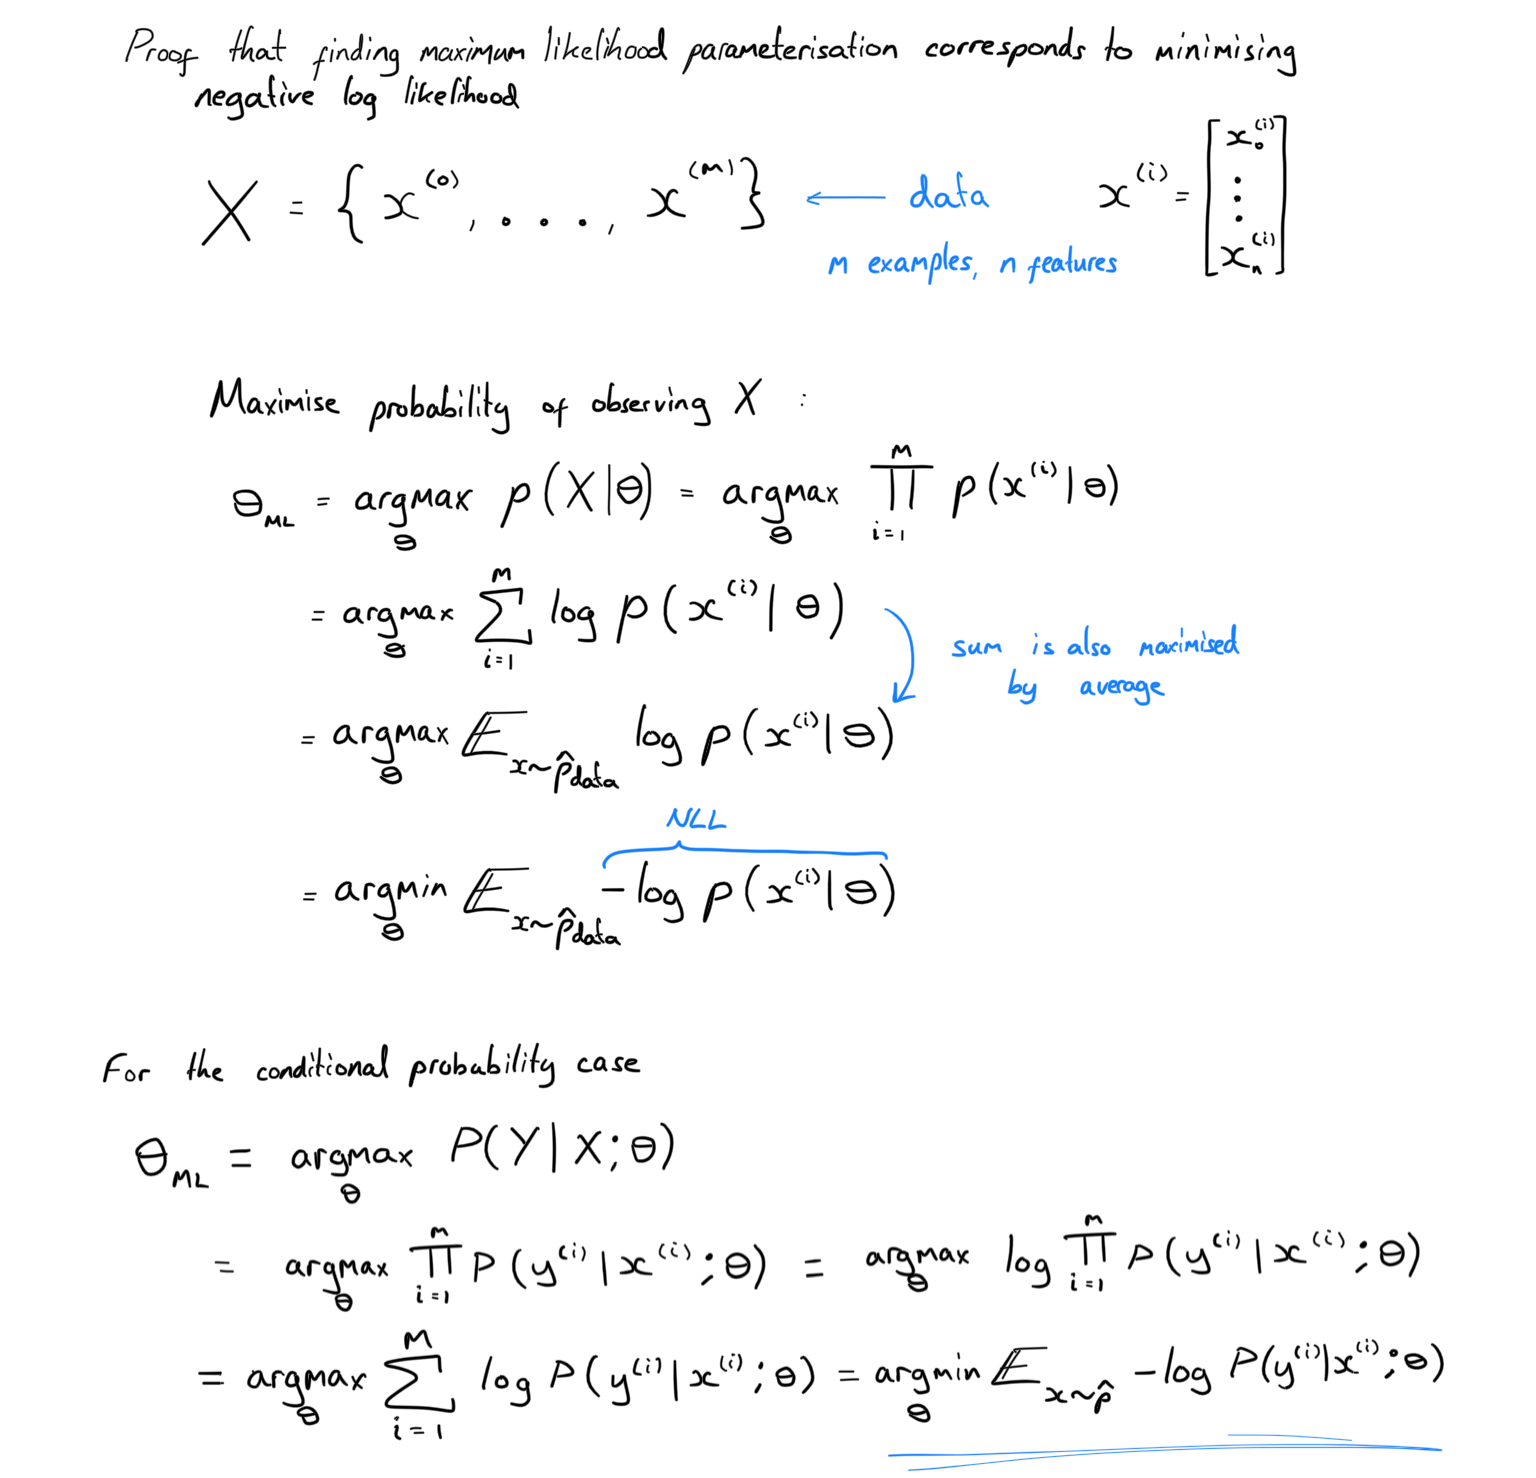 Proof that finding maximum likelihood parameterisation corresponds to minimising
negative log likelihood
X = { x^(0), . . . . , x^(m) } ← data x^(i) = [ x_0^(i) ⋮ x_n^(i) ]
m examples, n features
Maximise probability of observing X :
θ_ML = argmax_θ p(X|θ) = argmax_θ ∏_{i=1}^m p(x^(i)|θ)
= argmax_θ ∑_{i=1}^m log p(x^(i)|θ)
sum is also maximised
by average
= argmax_θ 𝔼_{x~p̂data} log p(x^(i)|θ)
NLL
= argmin_θ 𝔼_{x~p̂data} -log p(x^(i)|θ)
For the conditional probability case
θ_ML = argmax_θ P(Y|X;θ)
= argmax_θ ∏_{i=1}^m P(y^(i)|x^(i);θ) = argmax_θ log ∏_{i=1}^m P(y^(i)|x^(i);θ)
= argmax_θ ∑_{i=1}^m log P(y^(i)|x^(i);θ) = argmin_θ 𝔼_{x~p̂} -log P(y^(i)|x^(i);θ)